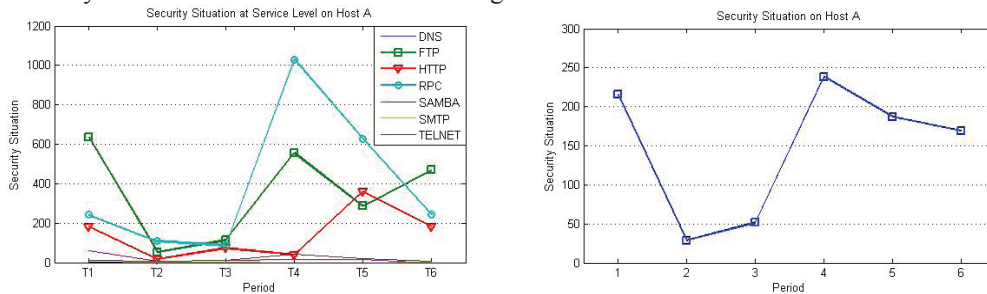 Security Situation at Service Level on Host A
1200
1000
800
600
400
200
0
Security Situation
T1 T2 T3 T4 T5 T6
Period
DNS
FTP
HTTP
RPC
SAMBA
SMTP
TELNET
Security Situation on Host A
300
250
200
150
100
50
0
Security Situation
1 2 3 4 5 6
Period